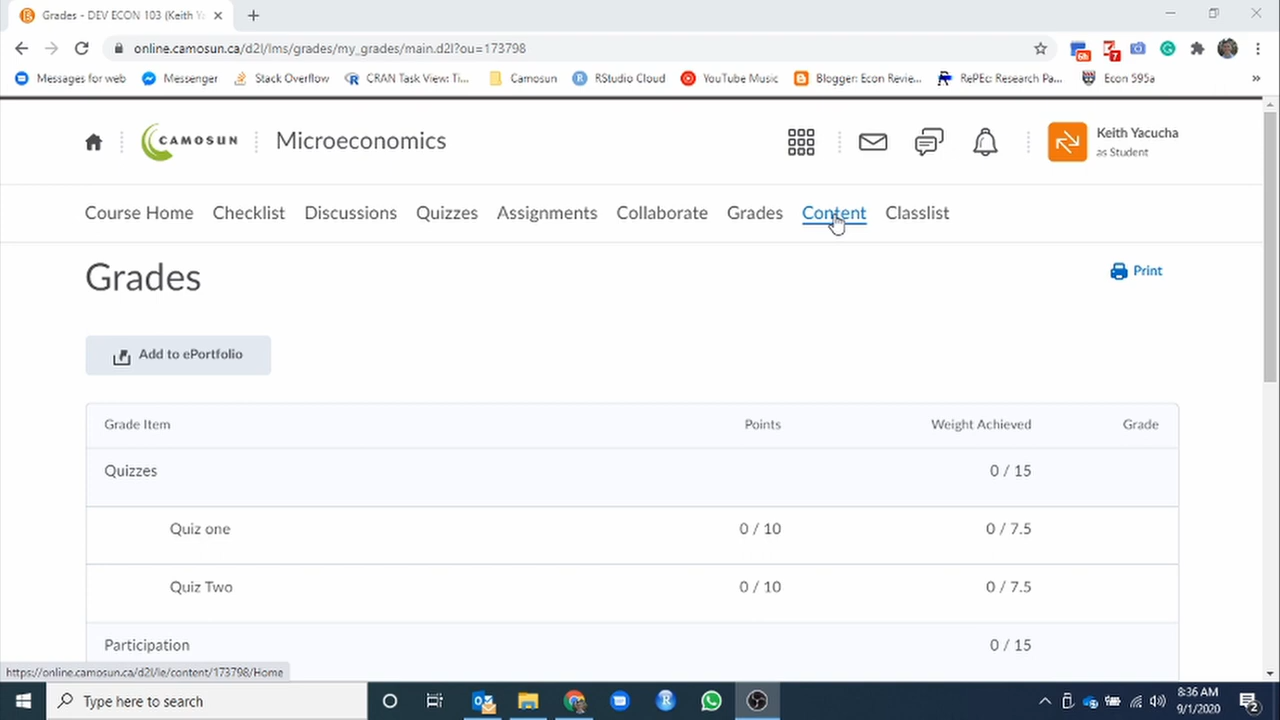 Grades - DEV ECON 103 (Keith Y
online.camosun.ca/d2l/lms/grades/my_grades/main.d2l?ou=173798
6h
7
Messages for web Messenger Stack Overflow CRAN Task View: Ti... Camosun RStudio Cloud YouTube Music Blogger: Econ Revie... RePEc: Research Pa... Econ 595a »
CAMOSUN Microeconomics
Keith Yacucha
as Student
Course Home Checklist Discussions Quizzes Assignments Collaborate Grades Content Classlist
Grades
Print
Add to ePortfolio
Grade Item Points Weight Achieved Grade
Quizzes 0 / 15
Quiz one 0 / 10 0 / 7.5
Quiz Two 0 / 10 0 / 7.5
Participation 0 / 15
https://online.camosun.ca/d2l/le/content/173798/Home
Type here to search
R
8:36 AM
9/1/2020
2